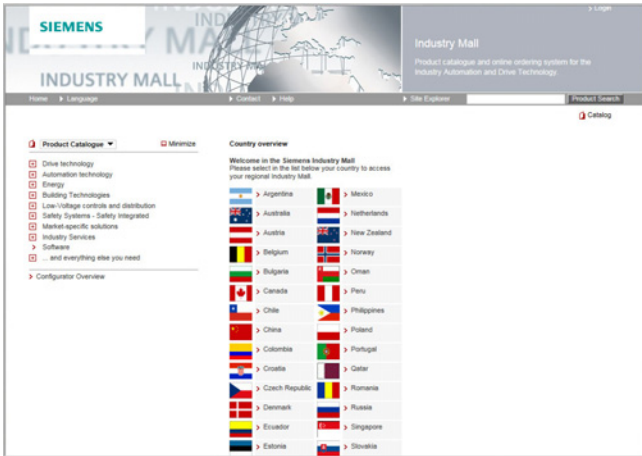 Login
SIEMENS
INDUSTRY MALL
Industry Mall
Product catalogue and online ordering system for the
Industry Automation and Drive Technology.
Home Language Contact Help Site Explorer Product Search
Catalog
Product Catalogue Minimize
Drive technology
Automation technology
Energy
Building Technologies
Low-Voltage controls and distribution
Safety Systems - Safety Integrated
Market-specific solutions
Industry Services
Software
... and everything else you need
Configurator Overview
Country overview
Welcome in the Siemens Industry Mall
Please select in the list below your country to access
your regional Industry Mall.
Argentina Mexico
Australia Netherlands
Austria New Zealand
Belgium Norway
Bulgaria Oman
Canada Peru
Chile Philippines
China Poland
Colombia Portugal
Croatia Qatar
Czech Republic Romania
Denmark Russia
Ecuador Singapore
Estonia Slovakia